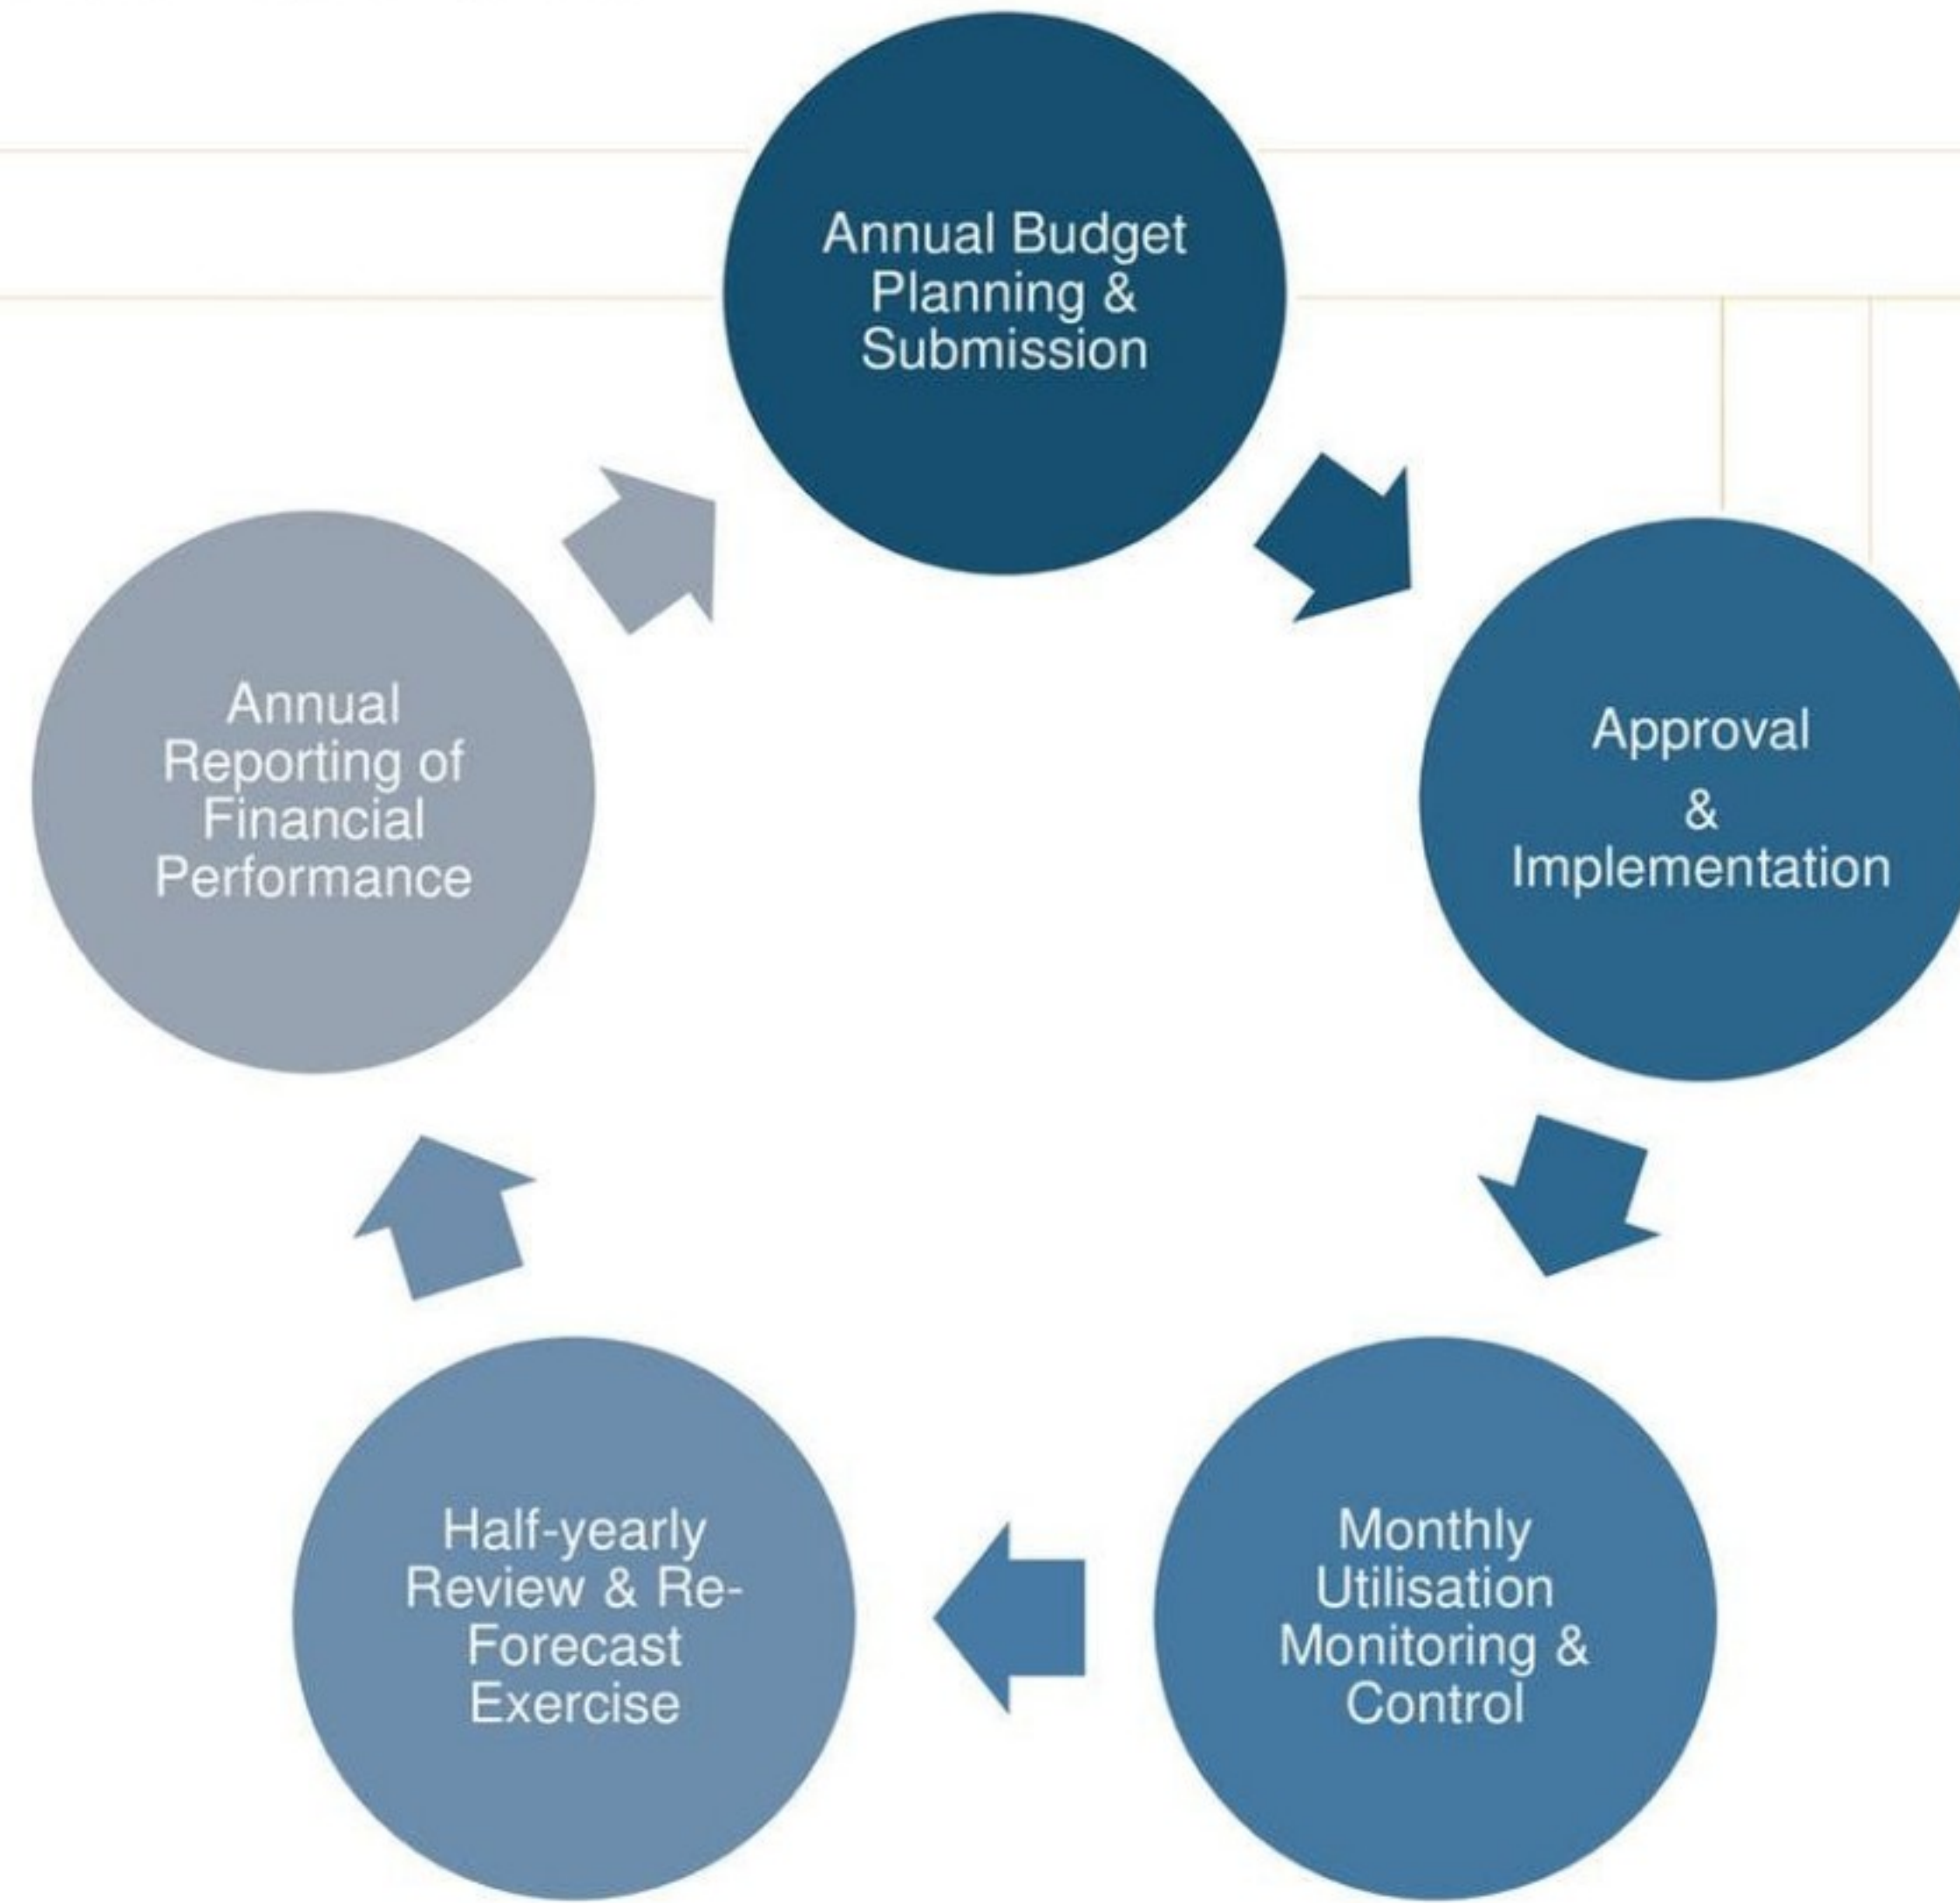 Annual Budget
Planning &
Submission
Approval
&
Implementation
Monthly
Utilisation
Monitoring &
Control
Half-yearly
Review & Re-
Forecast
Exercise
Annual
Reporting of
Financial
Performance